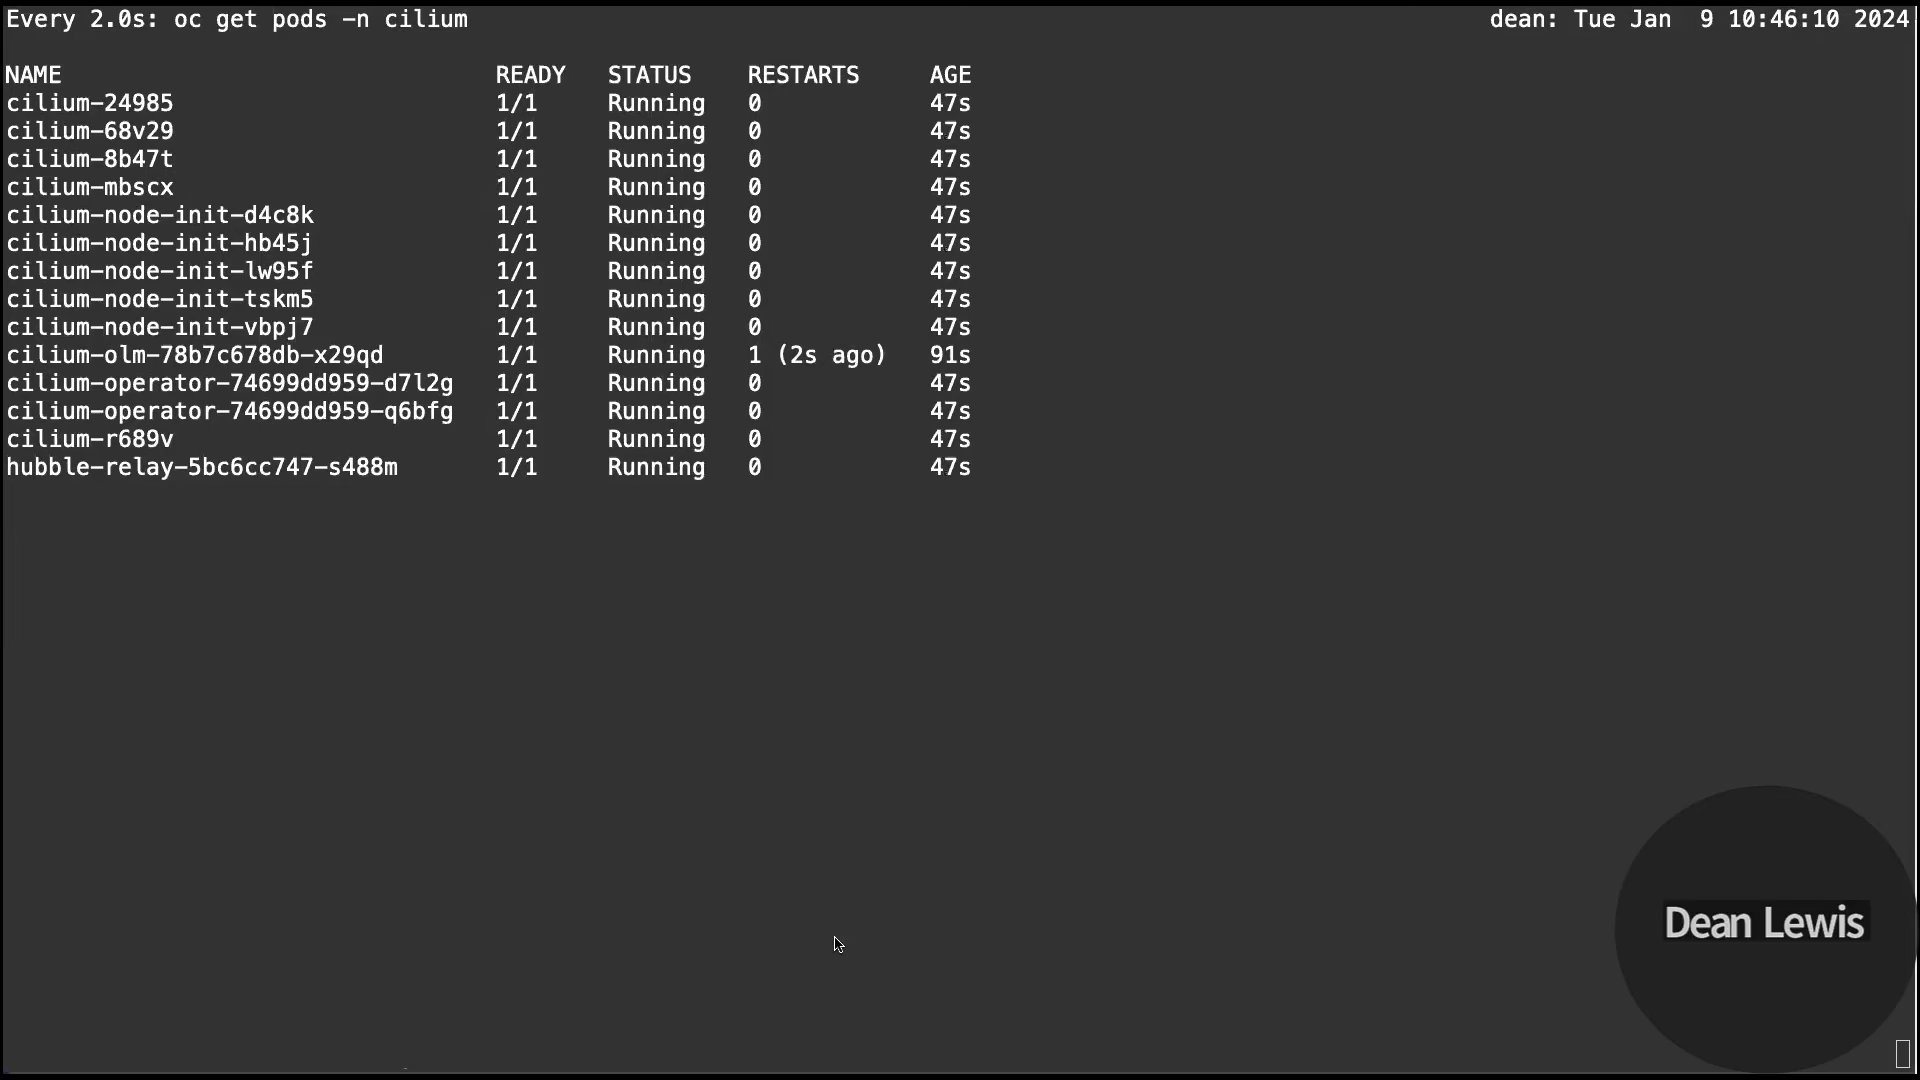 Every 2.0s: oc get pods -n cilium dean: Tue Jan  9 10:46:10 2024
NAME READY STATUS RESTARTS AGE
cilium-24985 1/1 Running 0 47s
cilium-68v29 1/1 Running 0 47s
cilium-8b47t 1/1 Running 0 47s
cilium-mbscx 1/1 Running 0 47s
cilium-node-init-d4c8k 1/1 Running 0 47s
cilium-node-init-hb45j 1/1 Running 0 47s
cilium-node-init-lw95f 1/1 Running 0 47s
cilium-node-init-tskm5 1/1 Running 0 47s
cilium-node-init-vbpj7 1/1 Running 0 47s
cilium-olm-78b7c678db-x29qd 1/1 Running 1 (2s ago) 91s
cilium-operator-74699dd959-d7l2g 1/1 Running 0 47s
cilium-operator-74699dd959-q6bfg 1/1 Running 0 47s
cilium-r689v 1/1 Running 0 47s
hubble-relay-5bc6cc747-s488m 1/1 Running 0 47s
Dean Lewis